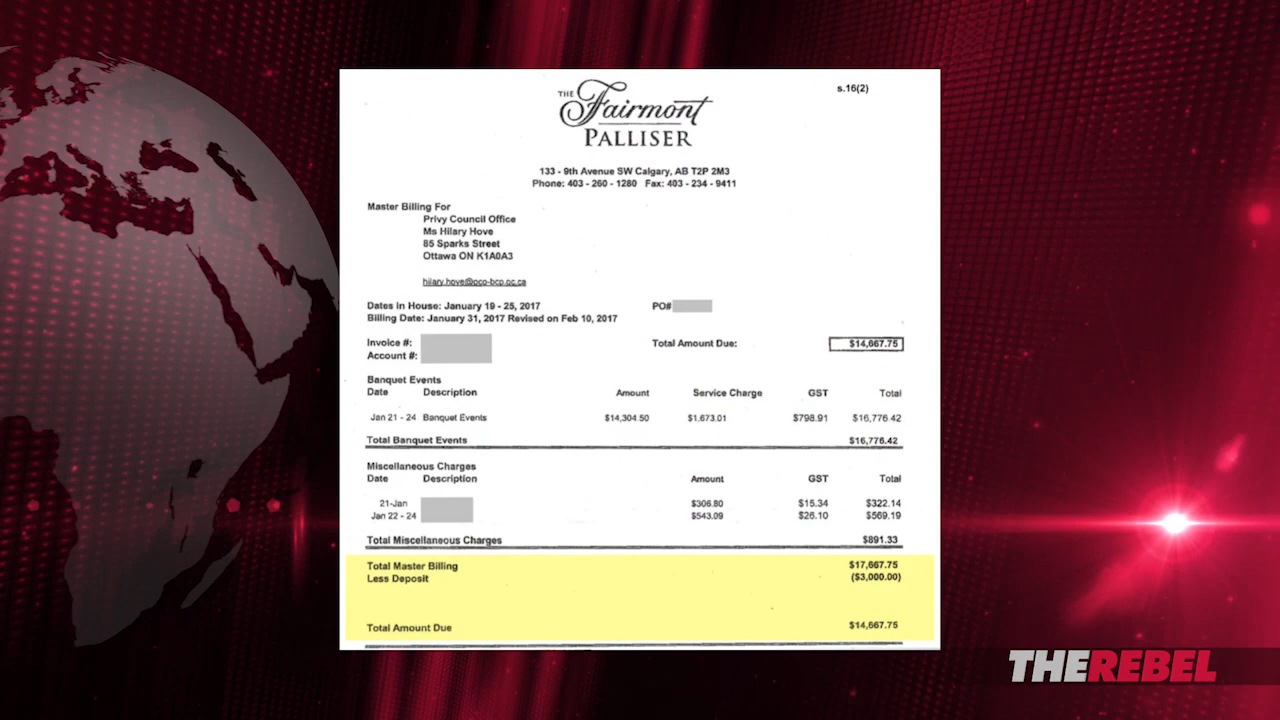 s.16(2)
THE Fairmont
PALLISER
133 - 9th Avenue SW Calgary, AB T2P 2M3
Phone: 403 - 260 - 1280 Fax: 403 - 234 - 9411
Master Billing For
Privy Council Office
Ms Hilary Hove
85 Sparks Street
Ottawa ON K1A0A3
hilary.hove@pco-bcp.gc.ca
Dates In House: January 19 - 25, 2017 PO#
Billing Date: January 31, 2017 Revised on Feb 10, 2017
Invoice #: Total Amount Due: $14,667.75
Account #:
Banquet Events
Date Description Amount Service Charge GST Total
Jan 21 - 24 Banquet Events $14,304.50 $1,673.01 $798.91 $16,776.42
Total Banquet Events $16,776.42
Miscellaneous Charges
Date Description Amount GST Total
21-Jan $306.80 $15.34 $322.14
Jan 22 - 24 $543.09 $26.10 $569.19
Total Miscellaneous Charges $891.33
Total Master Billing $17,667.75
Less Deposit ($3,000.00)
Total Amount Due $14,667.75
THE REBEL